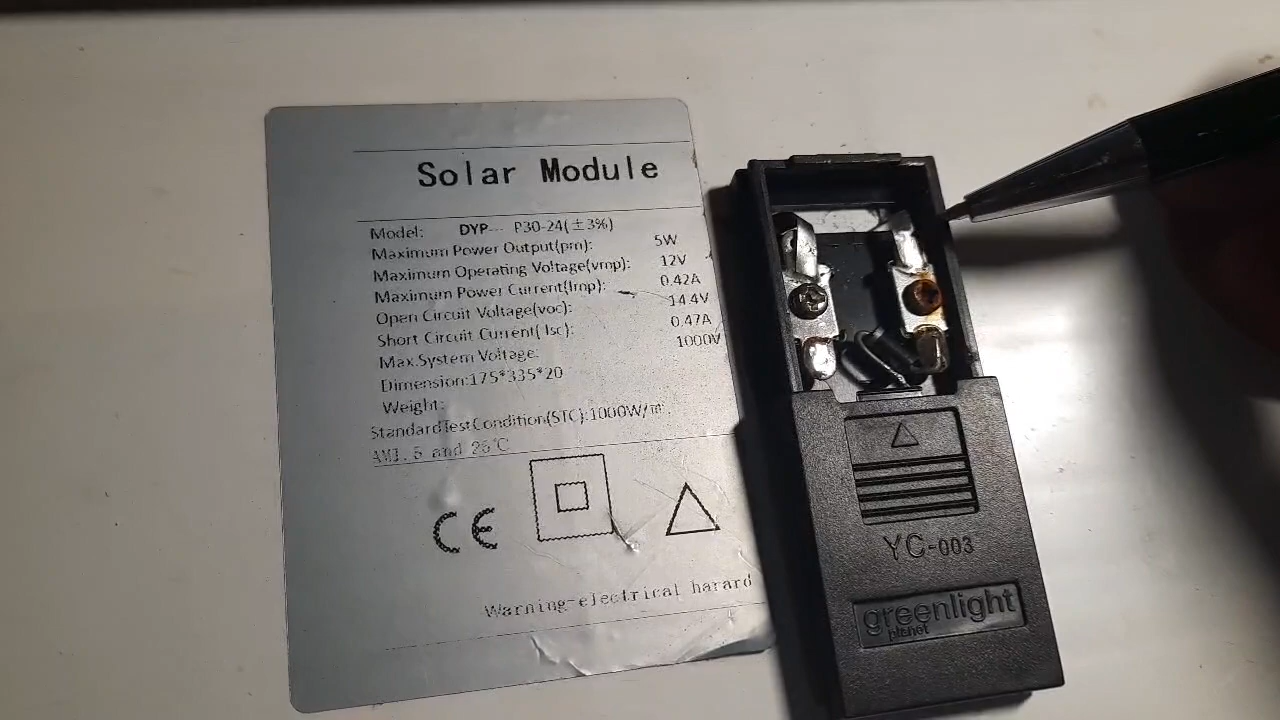 Solar Module
Model: DYP--- P30-24(±3%)
Maximum Power Output(pm): 5W
Maximum Operating Voltage(vmp): 12V
Maximum Power Current(Imp): 0.42A
Open Circuit Voltage(voc): 14.4V
Short Circuit Current( Isc): 0.47A
Max.System Voltage: 1000V
Dimension:175*335*20
Weight:
StandardTestCondition(STC):1000W/㎡,
AM1.5 and 25℃
CE
Warning-electrical harard
YC-003
greenlight
planet